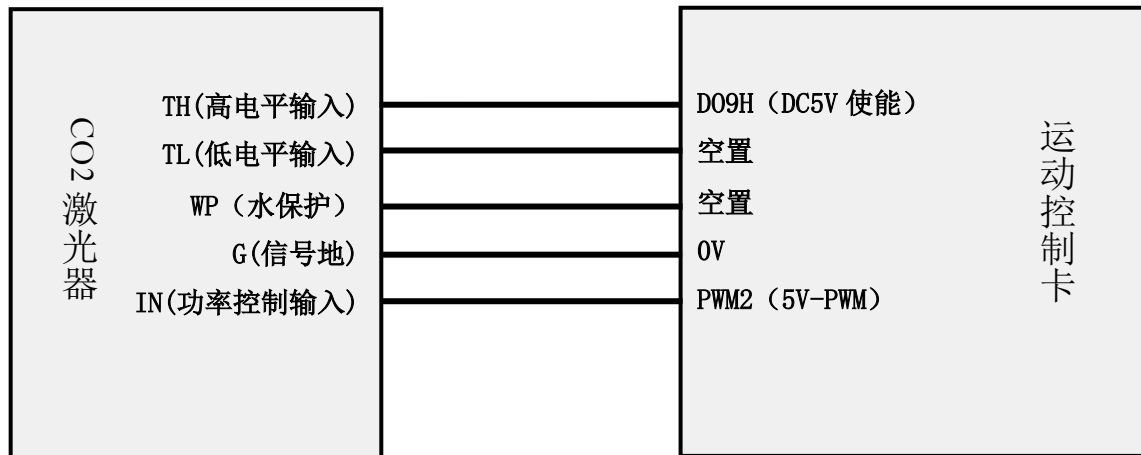 CO2激光器
TH(高电平输入)
TL(低电平输入)
WP（水保护）
G(信号地)
IN(功率控制输入)
DO9H（DC5V 使能）
空置
空置
0V
PWM2（5V-PWM）
运动控制卡